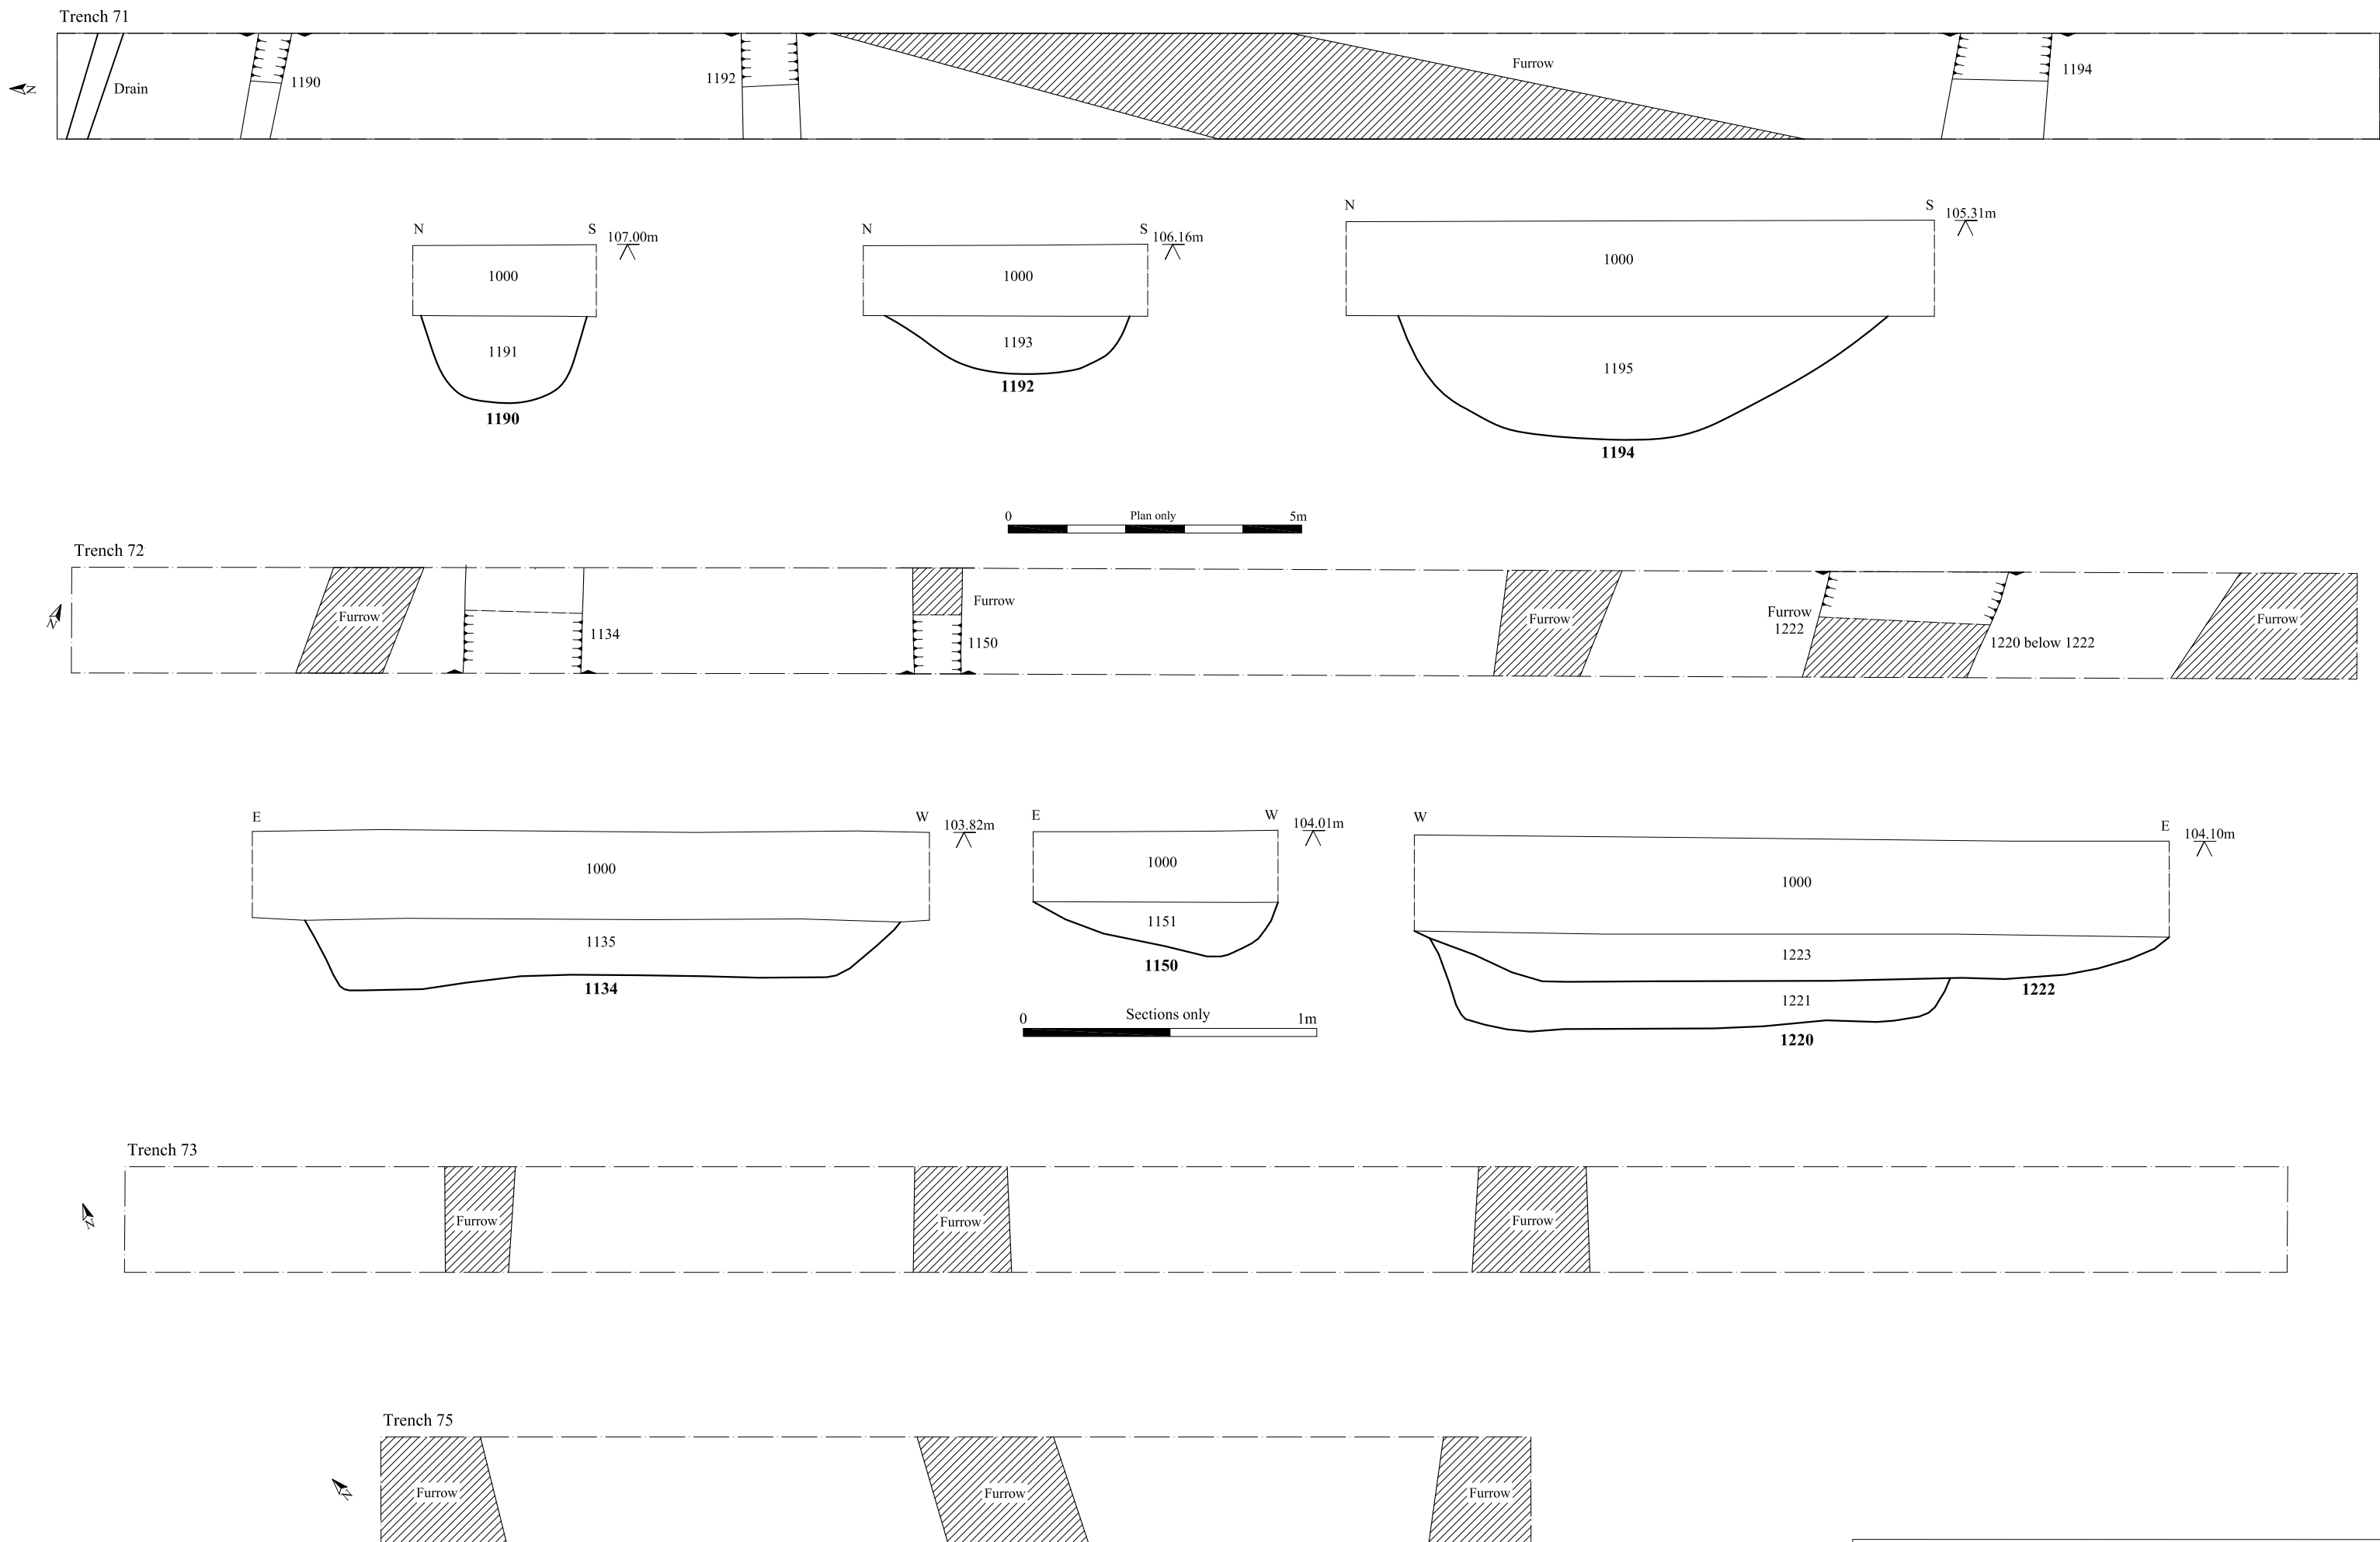 Trench 71
N
Drain
1190
1192
Furrow
1194
N
S
107.00m
1000
1191
1190
N
S
106.16m
1000
1193
1192
N
S
105.31m
1000
1195
1194
0
Plan only
5m
Trench 72
N
Furrow
1134
Furrow
1150
Furrow
Furrow
1222
1220 below 1222
Furrow
E
W
103.82m
1000
1135
1134
E
W
104.01m
1000
1151
1150
W
E
104.10m
1000
1223
1222
1221
1220
0
Sections only
1m
Trench 73
N
Furrow
Furrow
Furrow
Trench 75
N
Furrow
Furrow
Furrow